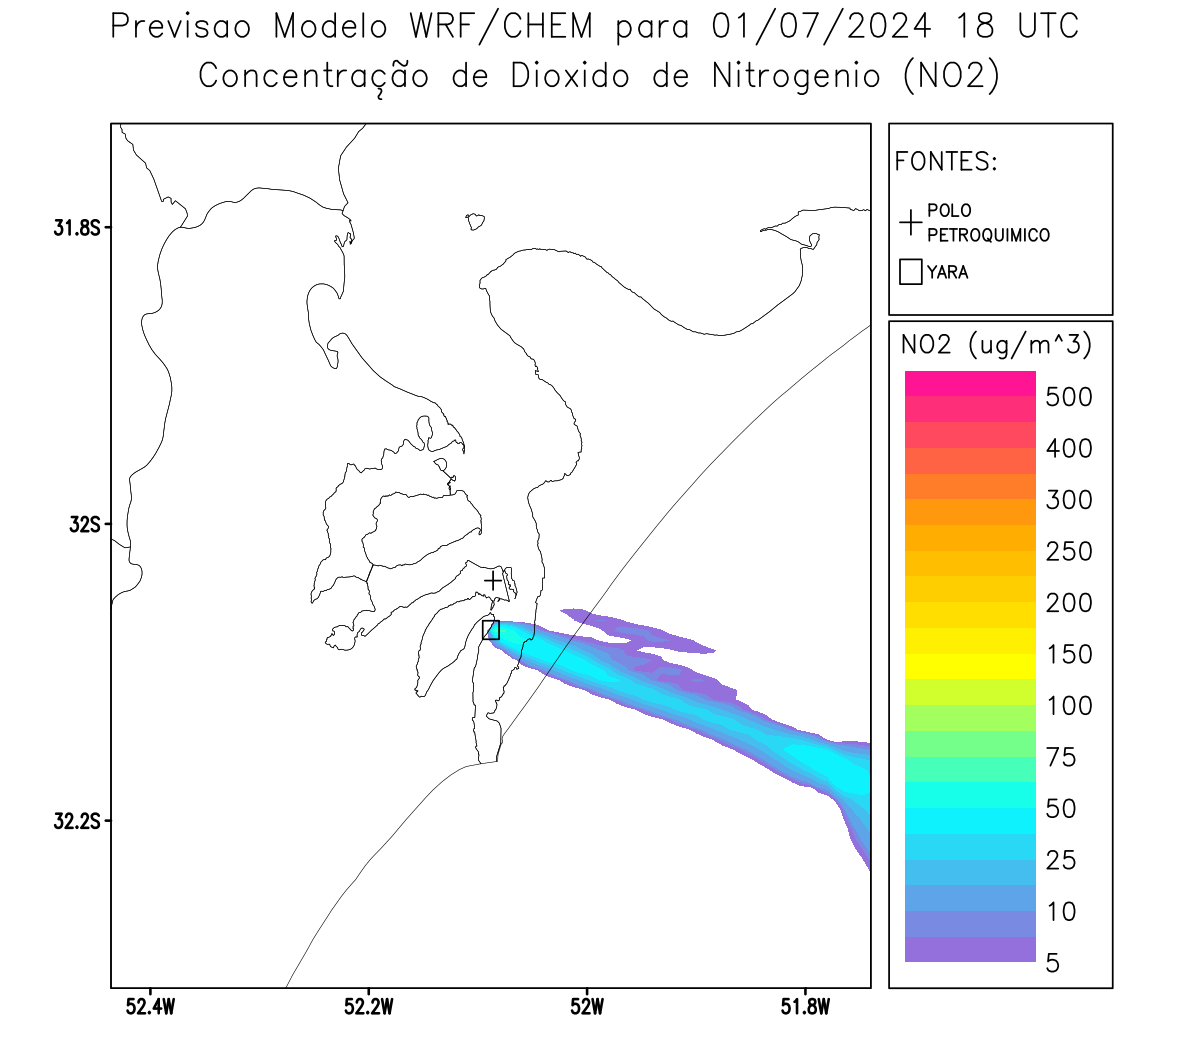 Previsao Modelo WRF/CHEM para 01/07/2024 18 UTC
Concentração de Dioxido de Nitrogenio (NO2)
FONTES:
POLO
PETROQUIMICO
YARA
NO2 (ug/m^3)
500
400
300
250
200
150
100
75
50
25
10
5
31.8S
32S
32.2S
52.4W
52.2W
52W
51.8W